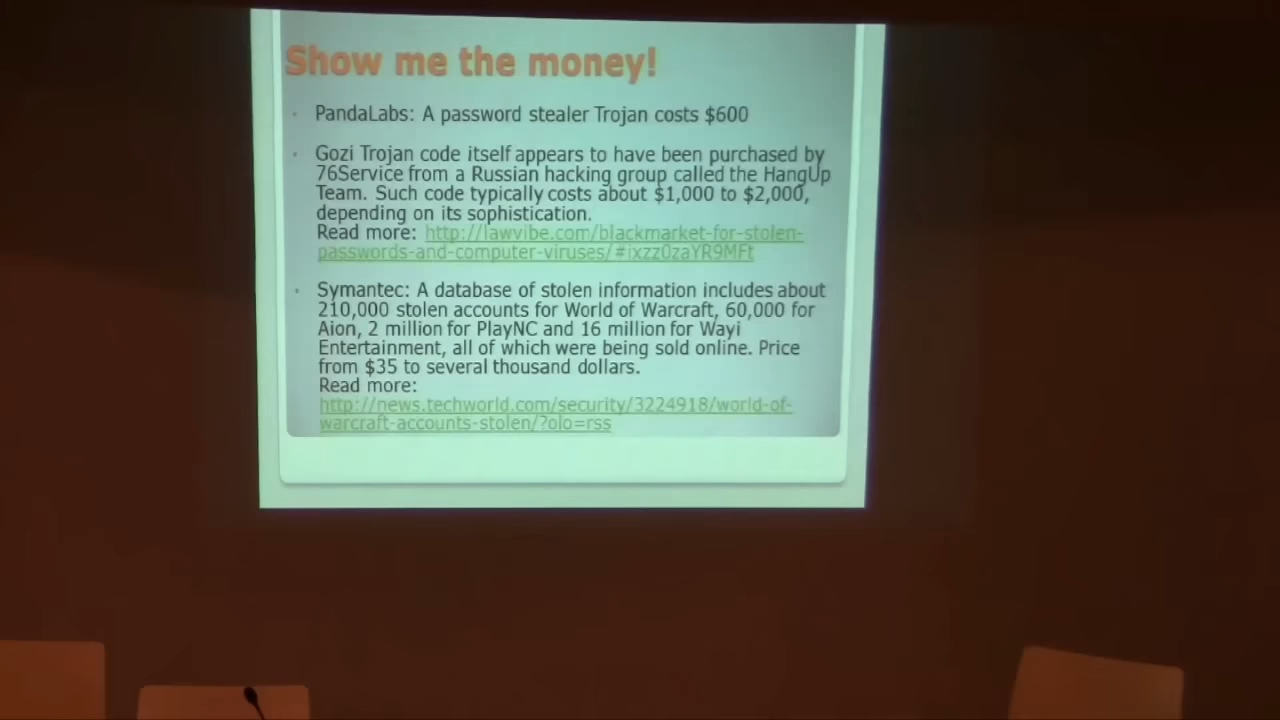 Show me the money!
PandaLabs: A password stealer Trojan costs $600
Gozi Trojan code itself appears to have been purchased by
76Service from a Russian hacking group called the HangUp
Team. Such code typically costs about $1,000 to $2,000,
depending on its sophistication.
Read more: http://lawvibe.com/blackmarket-for-stolen-
passwords-and-computer-viruses/#ixzz0zaYR9MFt
Symantec: A database of stolen information includes about
210,000 stolen accounts for World of Warcraft, 60,000 for
Aion, 2 million for PlayNC and 16 million for Wayi
Entertainment, all of which were being sold online. Price
from $35 to several thousand dollars.
Read more:
http://news.techworld.com/security/3224918/world-of-
warcraft-accounts-stolen/?olo=rss